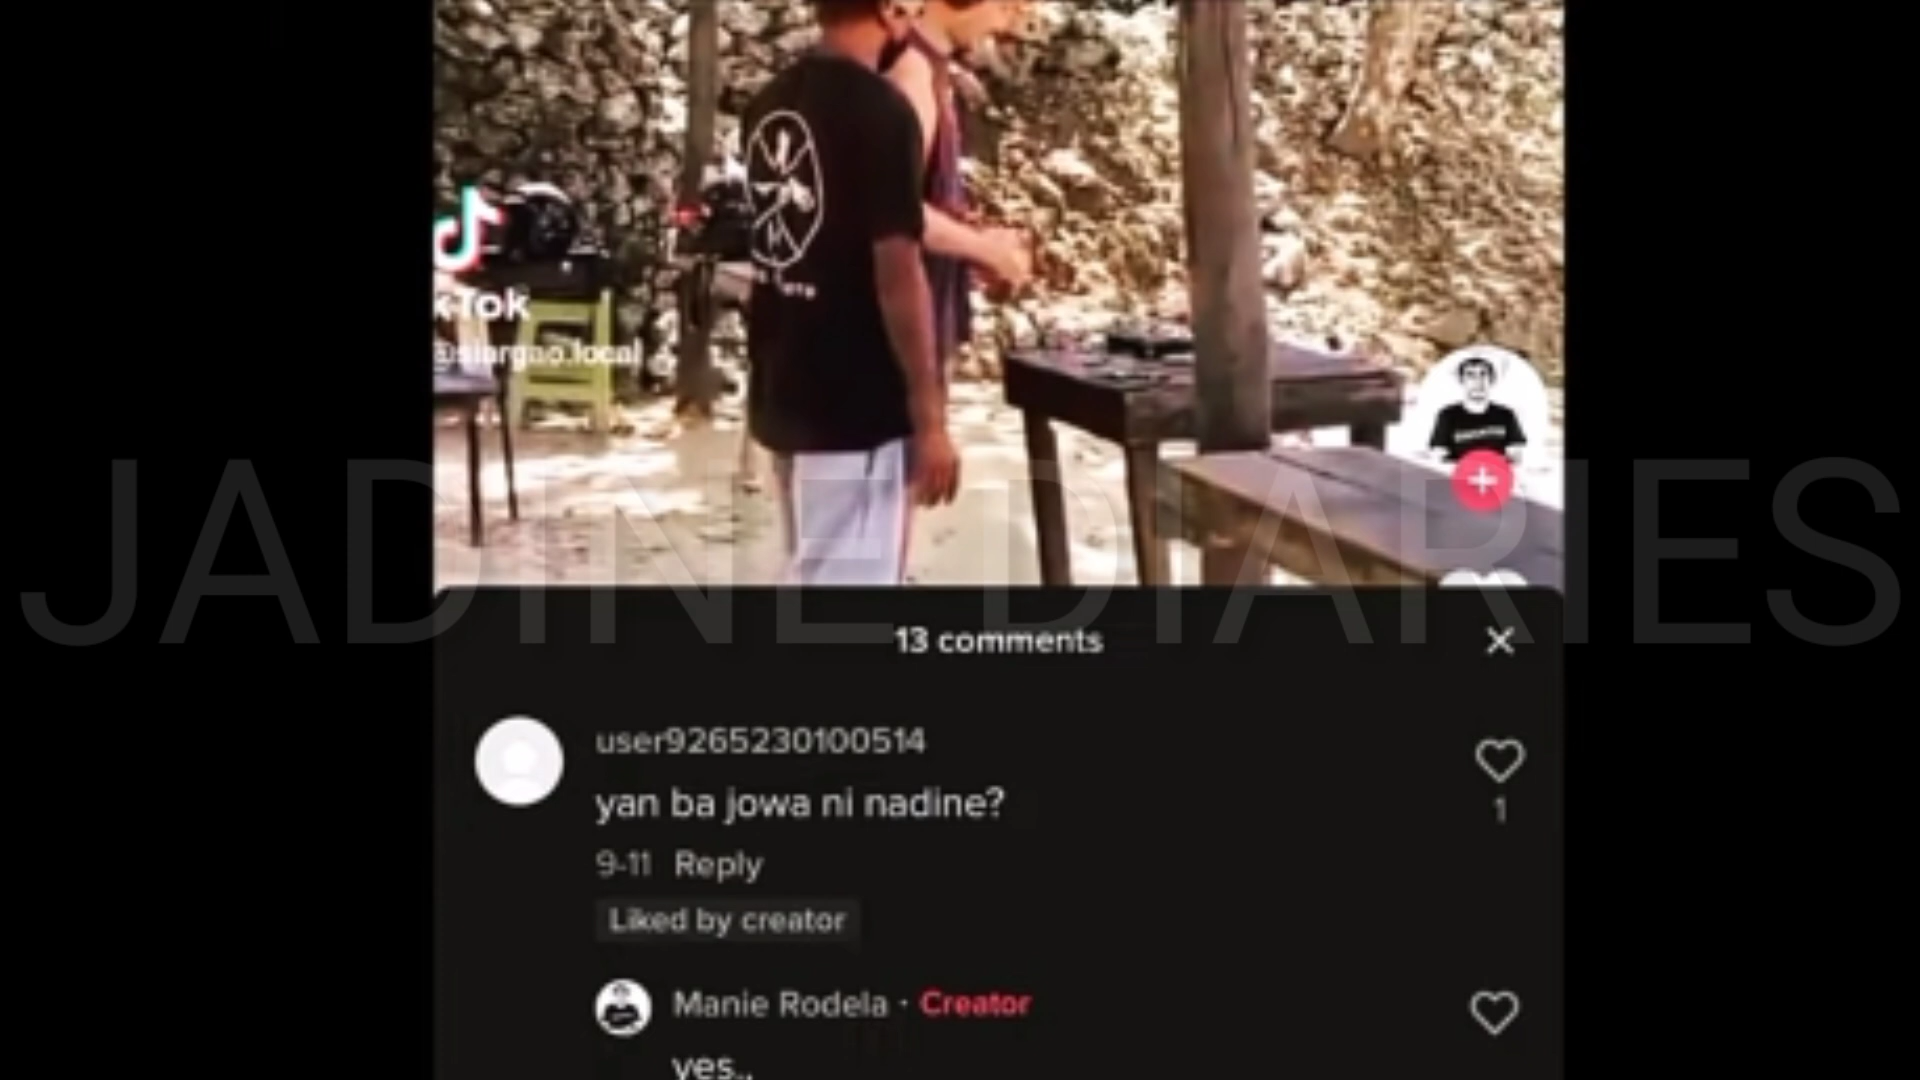 kTok
@siargao.local
JADINE DIARIES
13 comments
user9265230100514
yan ba jowa ni nadine?
1
9-11 Reply
Liked by creator
Manie Rodela · Creator
yes..